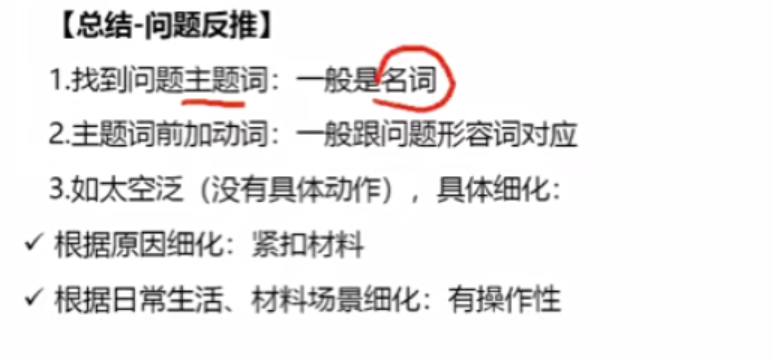 【总结-问题反推】
1.找到问题主题词：一般是名词
2.主题词前加动词：一般跟问题形容词对应
3.如太空泛（没有具体动作），具体细化：
✓ 根据原因细化：紧扣材料
✓ 根据日常生活、材料场景细化：有操作性